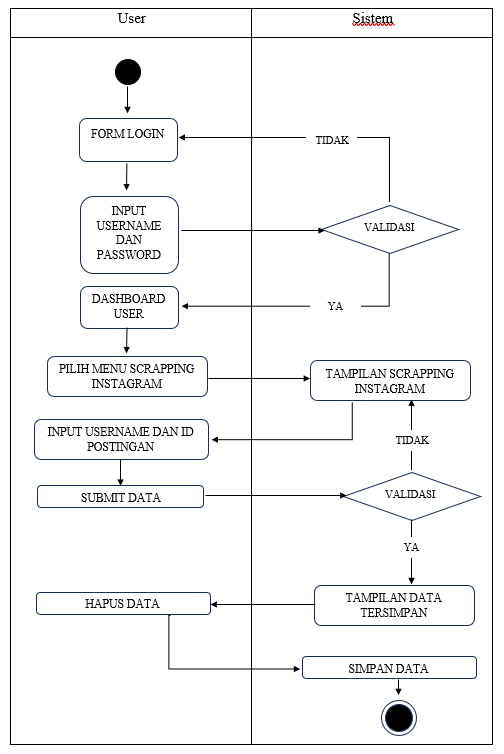 User
Sistem
FORM LOGIN
TIDAK
INPUT
USERNAME
DAN
PASSWORD
VALIDASI
DASHBOARD
USER
YA
PILIH MENU SCRAPPING
INSTAGRAM
TAMPILAN SCRAPPING
INSTAGRAM
INPUT USERNAME DAN ID
POSTINGAN
TIDAK
SUBMIT DATA
VALIDASI
YA
HAPUS DATA
TAMPILAN DATA
TERSIMPAN
SIMPAN DATA